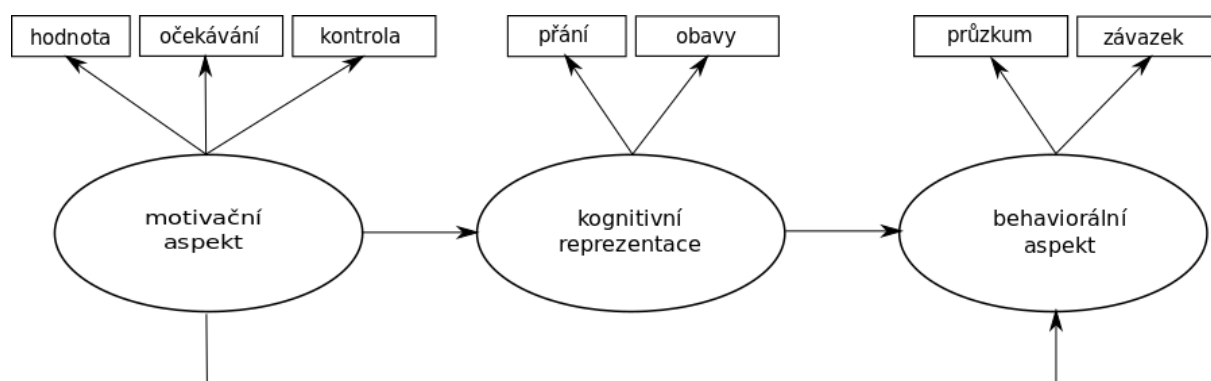 hodnota
očekávání
kontrola
přání
obavy
průzkum
závazek
motivační
aspekt
kognitivní
reprezentace
behaviorální
aspekt